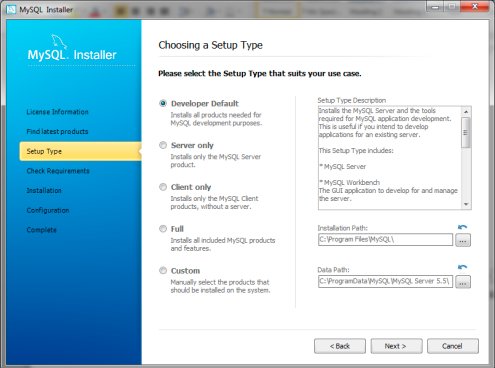 MySQL Installer
MySQL. Installer
License Information
Find latest products
Setup Type
Check Requirements
Installation
Configuration
Complete
Choosing a Setup Type
Please select the Setup Type that suits your use case.
Developer Default
Installs all products needed for
MySQL development purposes.
Server only
Installs only the MySQL Server
product.
Client only
Installs only the MySQL Client
products, without a server.
Full
Installs all included MySQL products
and features.
Custom
Manually select the products that
should be installed on the system.
Setup Type Description
Installs the MySQL Server and the tools
required for MySQL application development.
This is useful if you intend to develop
applications for an existing server.
This Setup Type includes:
*MySQL Server
*MySQL Workbench
The GUI application to develop for and manage
the server.
Installation Path:
C:\Program Files\MySQL\
...
Data Path:
C:\ProgramData\MySQL\MySQL Server 5.5\
...
< Back
Next >
Cancel